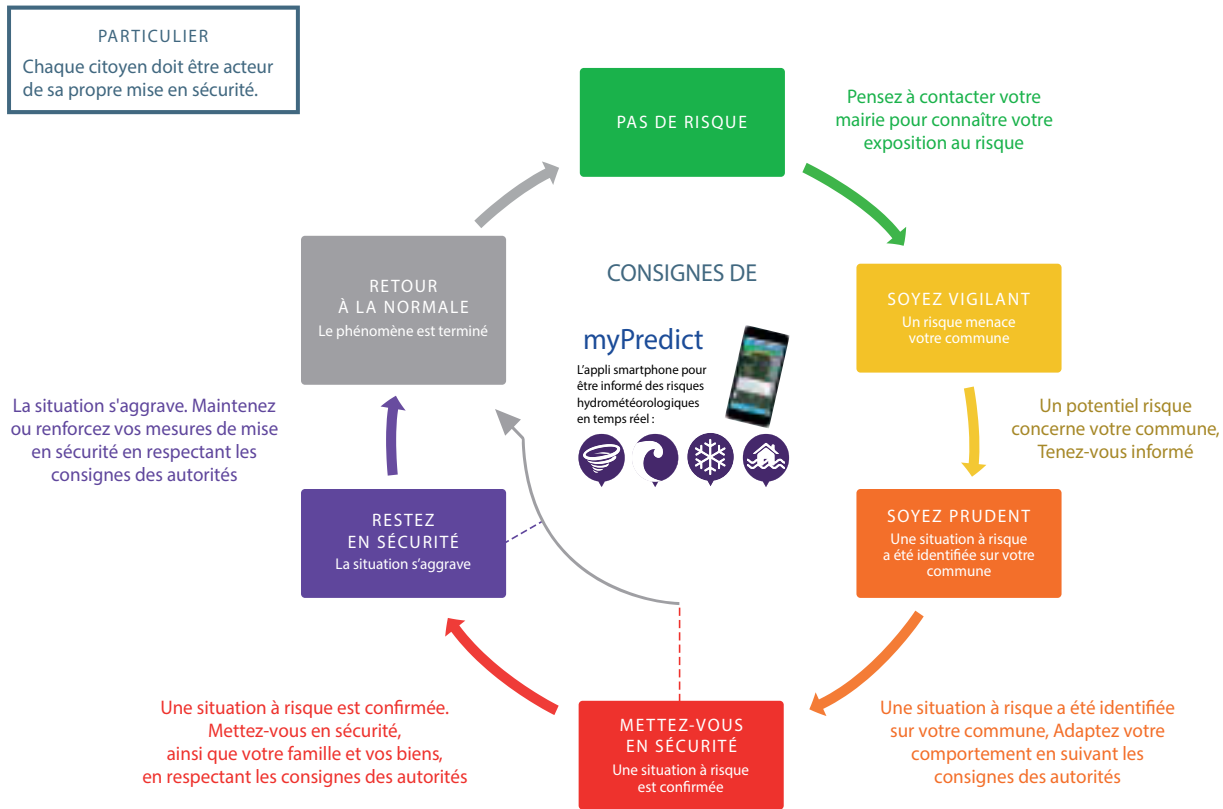 PARTICULIER
Chaque citoyen doit être acteur
de sa propre mise en sécurité.
PAS DE RISQUE
Pensez à contacter votre
mairie pour connaître votre
exposition au risque
SOYEZ VIGILANT
Un risque menace
votre commune
Un potentiel risque
concerne votre commune,
Tenez-vous informé
SOYEZ PRUDENT
Une situation à risque
a été identifiée sur votre
commune
Une situation à risque a été identifiée
sur votre commune, Adaptez votre
comportement en suivant les
consignes des autorités
METTEZ-VOUS
EN SÉCURITÉ
Une situation à risque
est confirmée
Une situation à risque est confirmée.
Mettez-vous en sécurité,
ainsi que votre famille et vos biens,
en respectant les consignes des autorités
RESTEZ
EN SÉCURITÉ
La situation s’aggrave
La situation s'aggrave. Maintenez
ou renforcez vos mesures de mise
en sécurité en respectant les
consignes des autorités
RETOUR
À LA NORMALE
Le phénomène est terminé
CONSIGNES DE
myPredict
L’appli smartphone pour
être informé des risques
hydrométéorologiques
en temps réel :